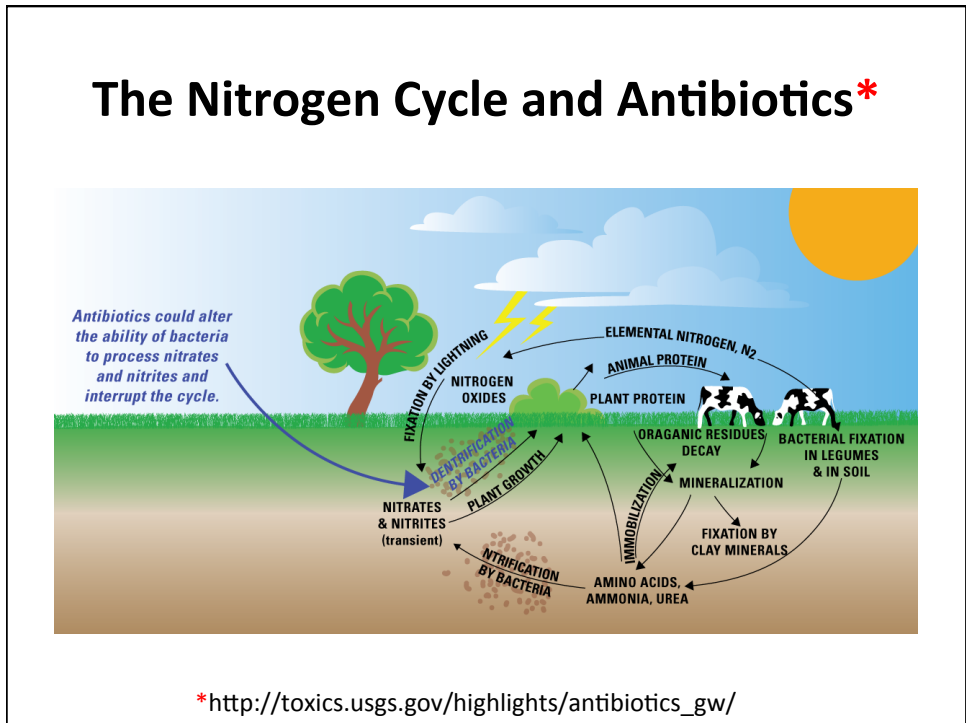 The Nitrogen Cycle and Antibiotics*
Antibiotics could alter
the ability of bacteria
to process nitrates
and nitrites and
interrupt the cycle.
FIXATION BY LIGHTNING
NITROGEN
OXIDES
ELEMENTAL NITROGEN, N2
ANIMAL PROTEIN
PLANT PROTEIN
DENTRIFICATION
BY BACTERIA
PLANT GROWTH
ORAGANIC RESIDUES
DECAY
BACTERIAL FIXATION
IN LEGUMES
& IN SOIL
MINERALIZATION
NITRATES
& NITRITES
(transient)
IMMOBILIZATION
FIXATION BY
CLAY MINERALS
NTRIFICATION
BY BACTERIA
AMINO ACIDS,
AMMONIA, UREA
*http://toxics.usgs.gov/highlights/antibiotics_gw/